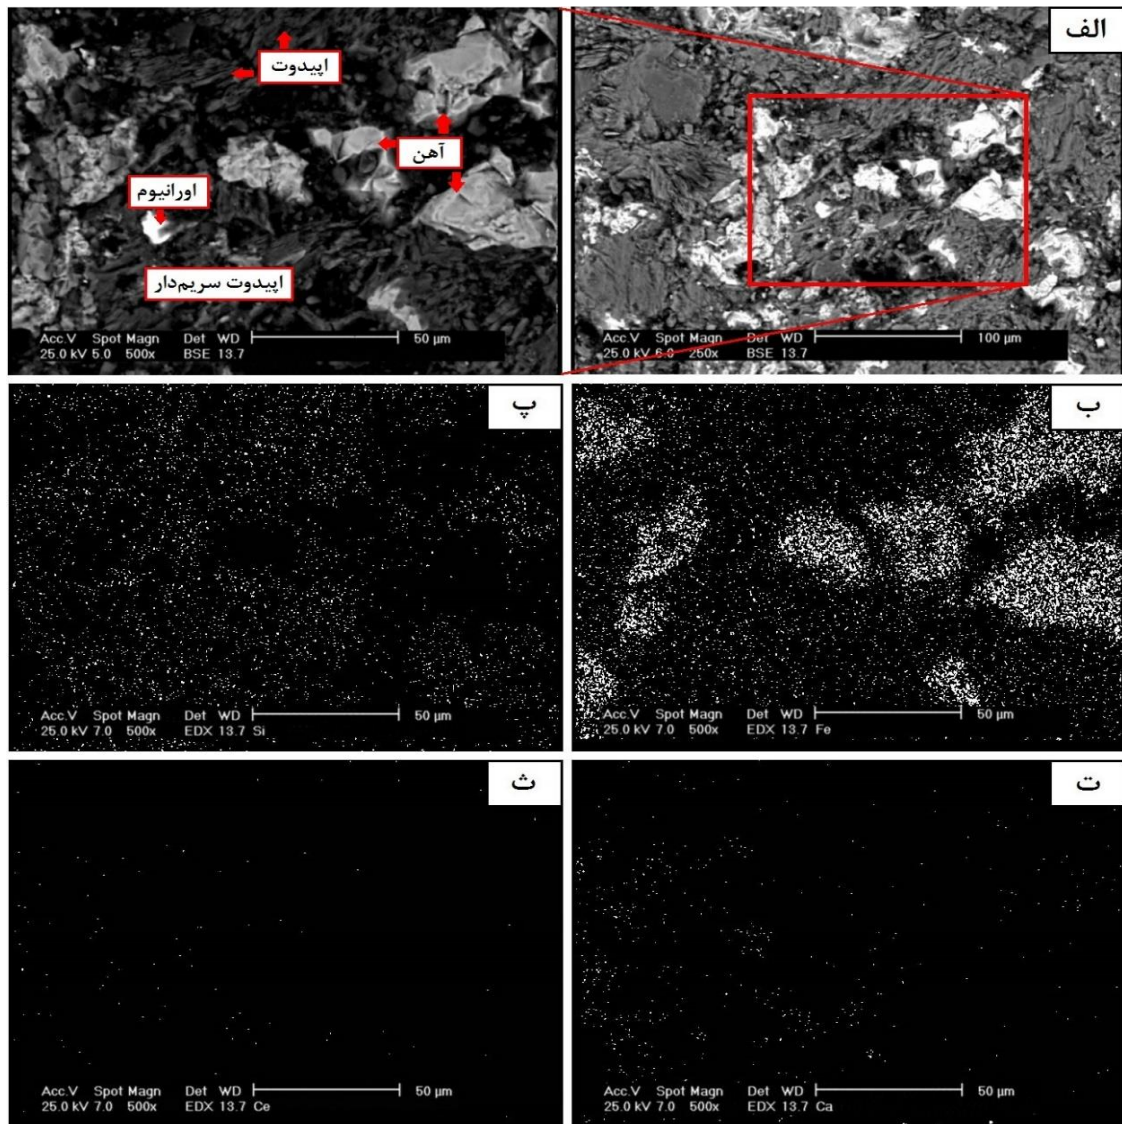 الف
Acc.V Spot Magn Det WD 100 µm
25.0 kV 6.0 250x BSE 13.7
اپیدوت
آهن
اورانیوم
اپیدوت سریم‌دار
Acc.V Spot Magn Det WD 50 µm
25.0 kV 5.0 500x BSE 13.7
ب
Acc.V Spot Magn Det WD 50 µm
25.0 kV 7.0 500x EDX 13.7 Fe
پ
Acc.V Spot Magn Det WD 50 µm
25.0 kV 7.0 500x EDX 13.7 Si
ت
Acc.V Spot Magn Det WD 50 µm
25.0 kV 7.0 500x EDX 13.7 Ca
ث
Acc.V Spot Magn Det WD 50 µm
25.0 kV 7.0 500x EDX 13.7 Ce